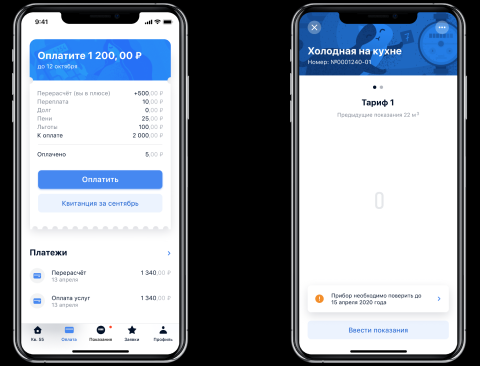 9:41
Оплатите 1 200, 00 ₽
до 12 октября
Перерасчёт (вы в плюсе) +500,00 ₽
Переплата 10,00 ₽
Долг 0,00 ₽
Пени 25,00 ₽
Льготы 100,00 ₽
К оплате 2 000,00 ₽
Оплачено 5,00 ₽
Оплатить
Квитанция за сентябрь
Платежи
Перерасчёт 1 340,00 ₽
13 апреля
Оплата услуг 1 340,00 ₽
13 апреля
Кв. 55 Оплата Показания Заявки Профиль
Холодная на кухне
Номер: №0001240-01
Тариф 1
Предыдущие показания 22 м³
0
Прибор необходимо поверить до
15 апреля 2020 года
Ввести показания